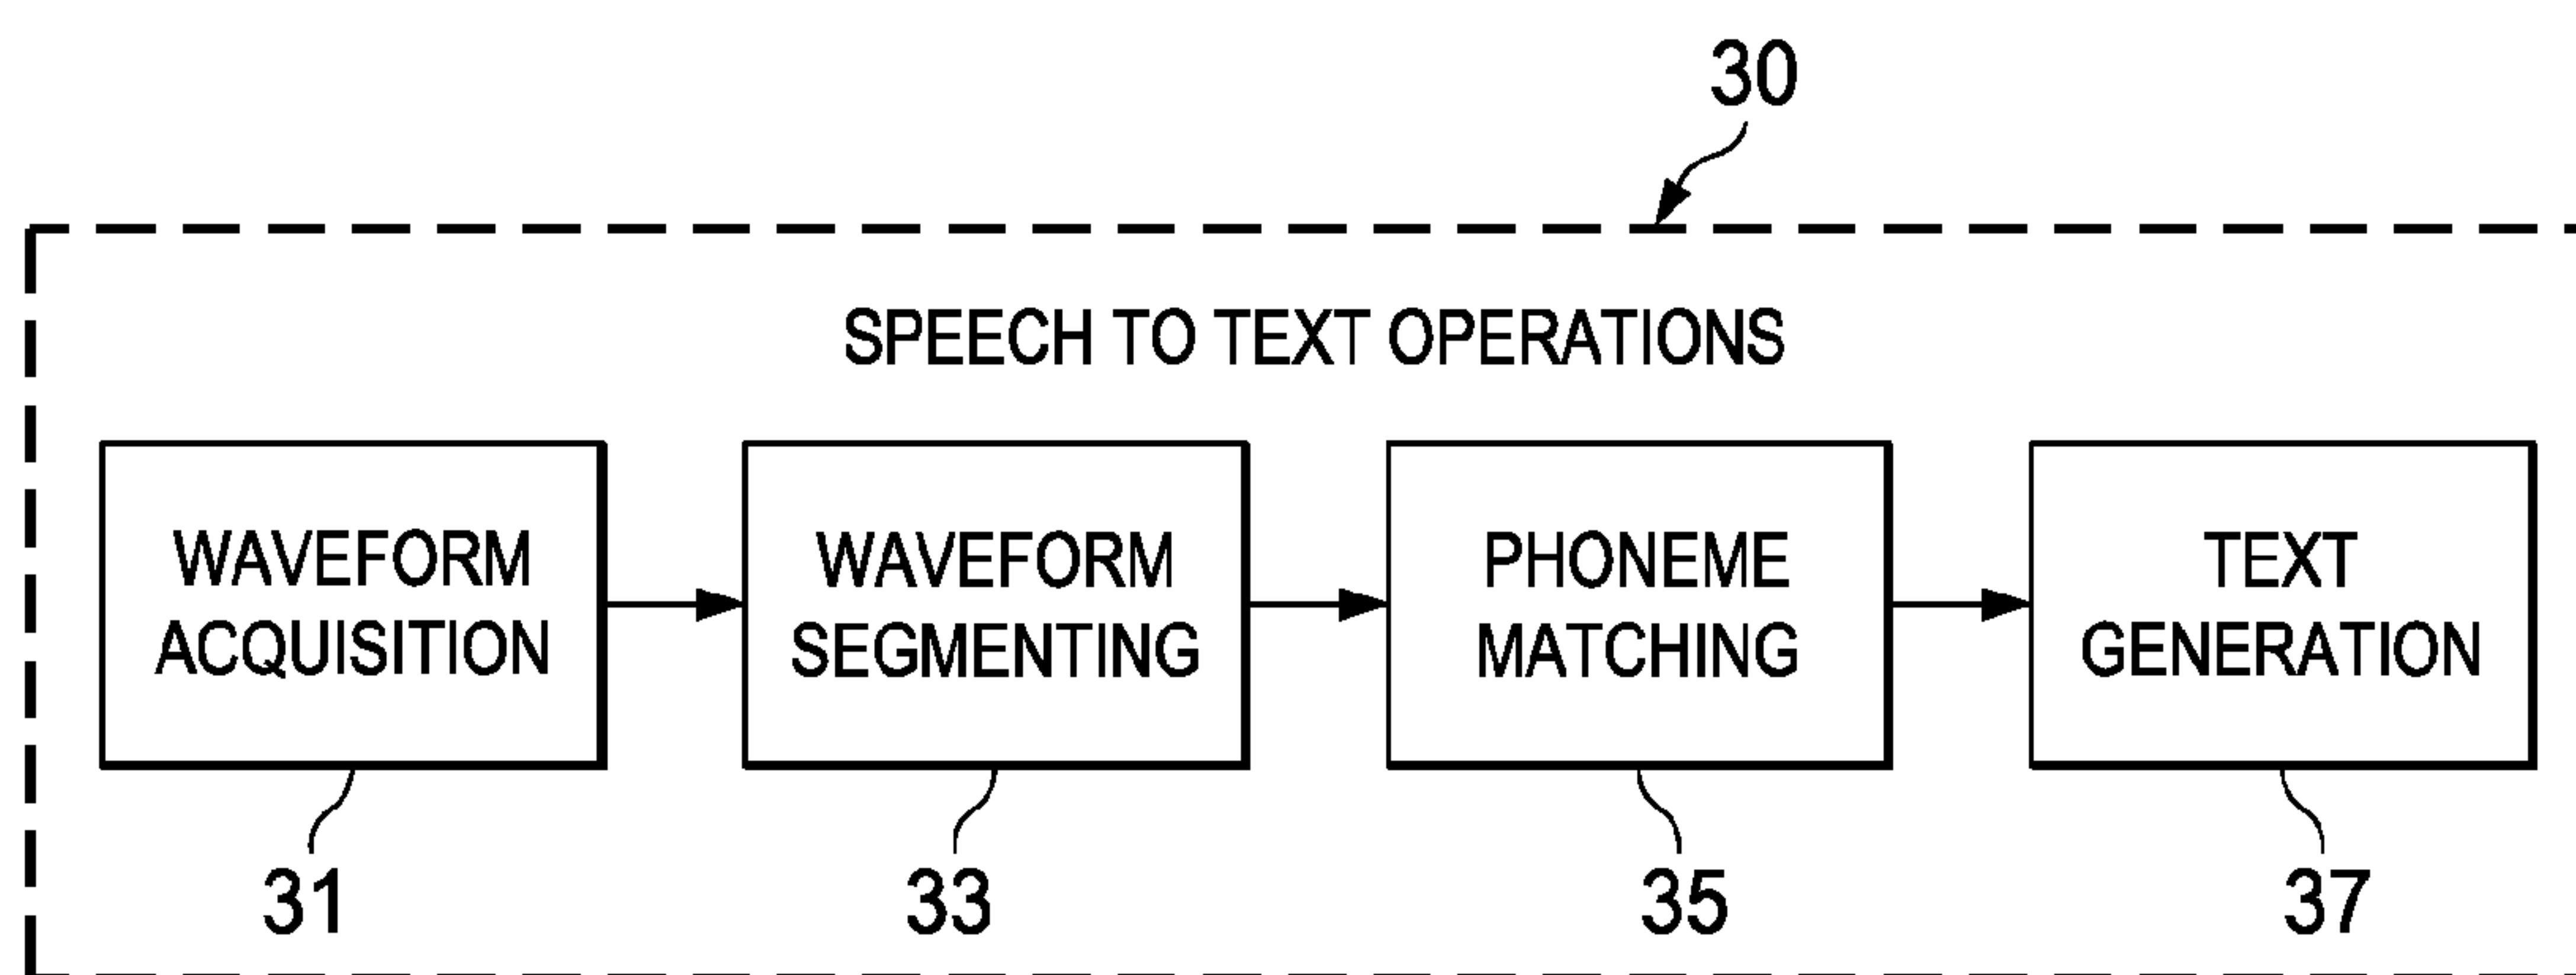 30
SPEECH TO TEXT OPERATIONS
WAVEFORM
ACQUISITION
WAVEFORM
SEGMENTING
PHONEME
MATCHING
TEXT
GENERATION
31
33
35
37